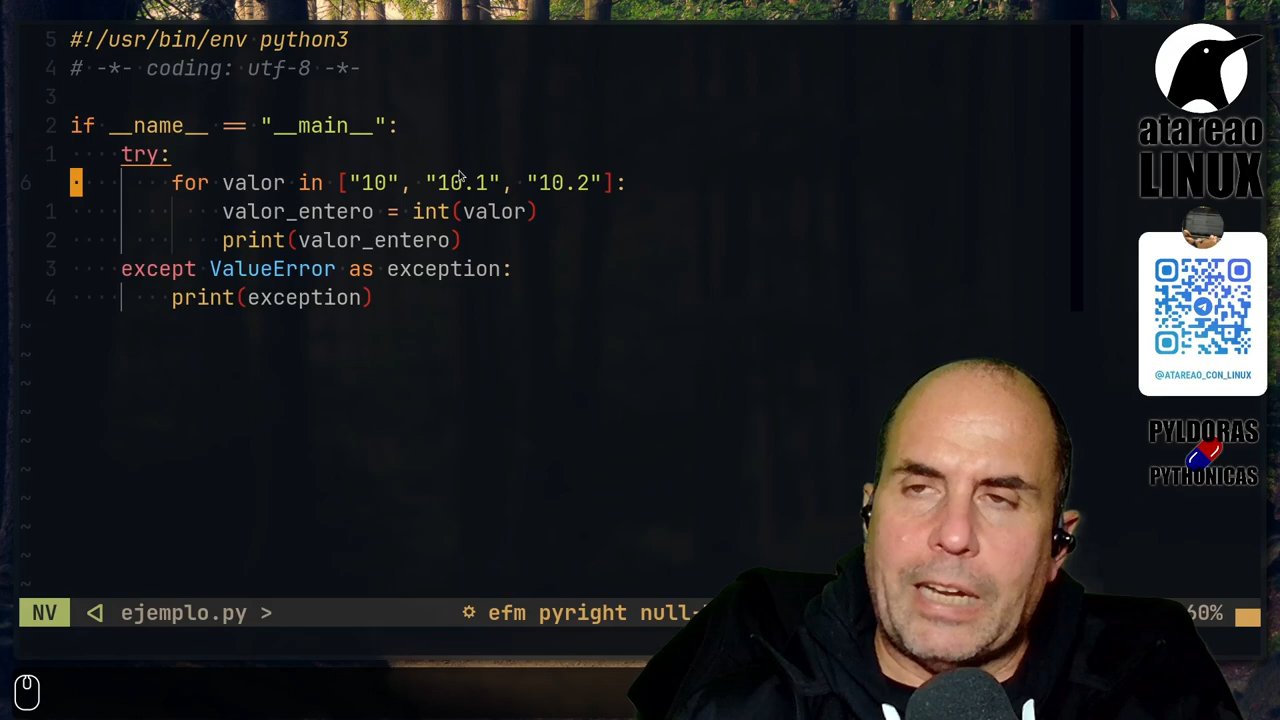 5 #!/usr/bin/env python3
4 # -*- coding: utf-8 -*-
3
2 if __name__ == "__main__":
1 try:
6 for valor in ["10", "10.1", "10.2"]:
1 valor_entero = int(valor)
2 print(valor_entero)
3 except ValueError as exception:
4 print(exception)
~
~
~
~
~
~
~
~
~
~
NV ejemplo.py > efm pyright null- 60%
atareao
LINUX
@ATAREAO_CON_LINUX
PYLDORAS
PYTHONICAS